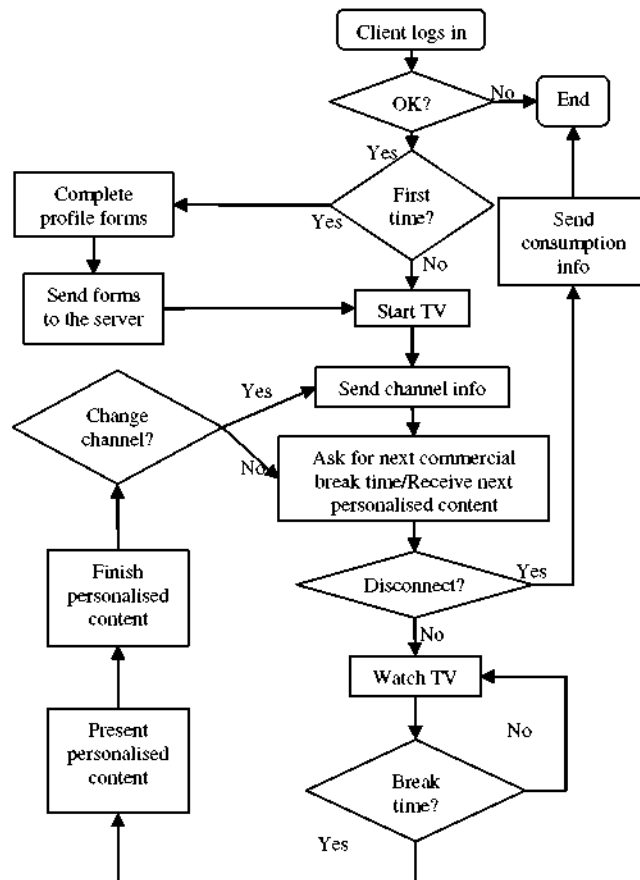 Client logs in
OK?
No
End
Yes
First
time?
Yes
No
Complete
profile forms
Send forms
to the server
Start TV
Send
consumption
info
Change
channel?
Yes
No
Send channel info
Ask for next commercial
break time/Receive next
personalised content
Disconnect?
Yes
No
Finish
personalised
content
Watch TV
Present
personalised
content
Break
time?
No
Yes